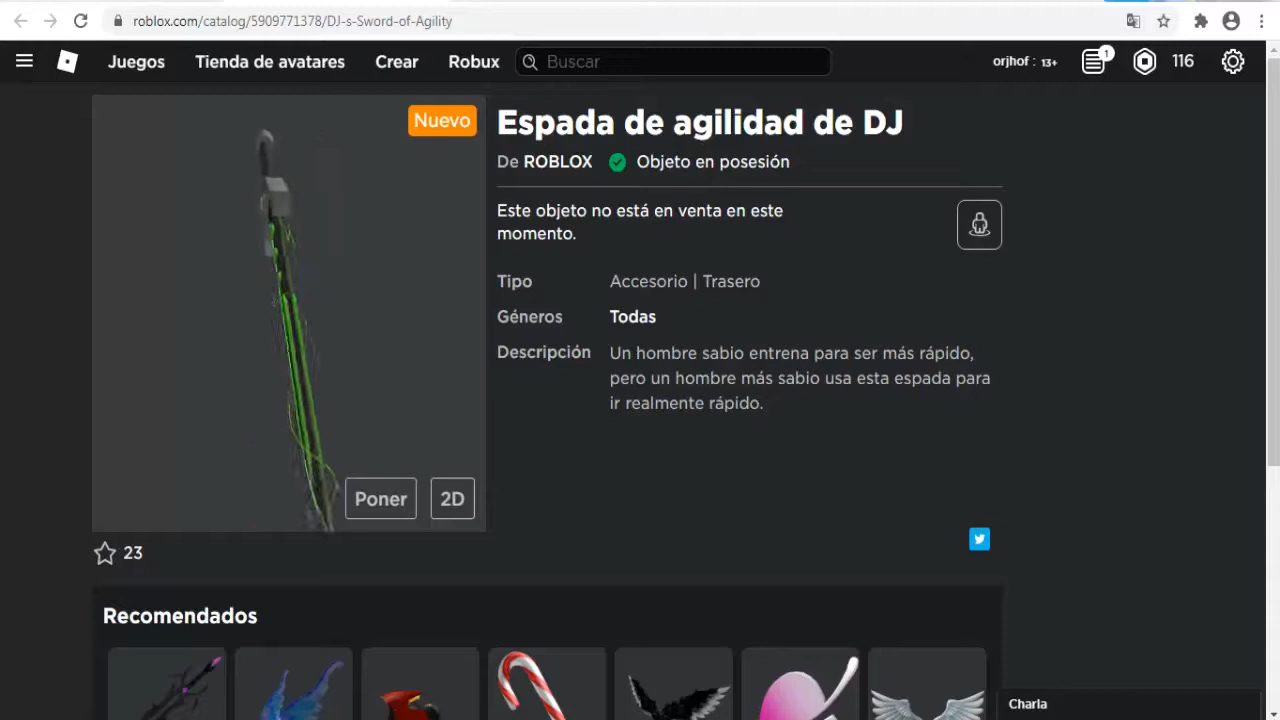 roblox.com/catalog/5909771378/DJ-s-Sword-of-Agility
Juegos Tienda de avatares Crear Robux Buscar orjhof : 13+ 1 116
Nuevo
Espada de agilidad de DJ
De ROBLOX Objeto en posesión
Este objeto no está en venta en este
momento.
Tipo Accesorio | Trasero
Géneros Todas
Descripción Un hombre sabio entrena para ser más rápido,
pero un hombre más sabio usa esta espada para
ir realmente rápido.
Poner 2D
23
Recomendados
Charla